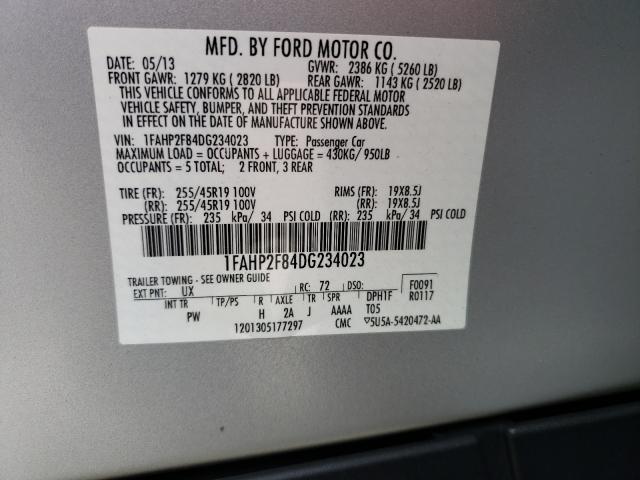 MFD. BY FORD MOTOR CO.
DATE: 05/13 GVWR: 2386 KG ( 5260 LB)
FRONT GAWR: 1279 KG ( 2820 LB) REAR GAWR: 1143 KG ( 2520 LB)
THIS VEHICLE CONFORMS TO ALL APPLICABLE FEDERAL MOTOR
VEHICLE SAFETY, BUMPER, AND THEFT PREVENTION STANDARDS
IN EFFECT ON THE DATE OF MANUFACTURE SHOWN ABOVE.
VIN: 1FAHP2F84DG234023 TYPE: Passenger Car
MAXIMUM LOAD = OCCUPANTS + LUGGAGE = 430KG/ 950LB
OCCUPANTS = 5 TOTAL; 2 FRONT, 3 REAR
TIRE (FR): 255/45R19 100V RIMS (FR): 19X8.5J
(RR): 255/45R19 100V (RR): 19X8.5J
PRESSURE (FR): 235 kPa/ 34 PSI COLD (RR): 235 kPa/ 34 PSI COLD
1FAHP2F84DG234023
TRAILER TOWING - SEE OWNER GUIDE
EXT PNT: UX RC: 72 DSO: F0091
INT TR TP/PS R AXLE TR SPR DPH1F R0117
PW H 2A J AAAA T05
1201305177297 CMC ▽5U5A-5420472-AA